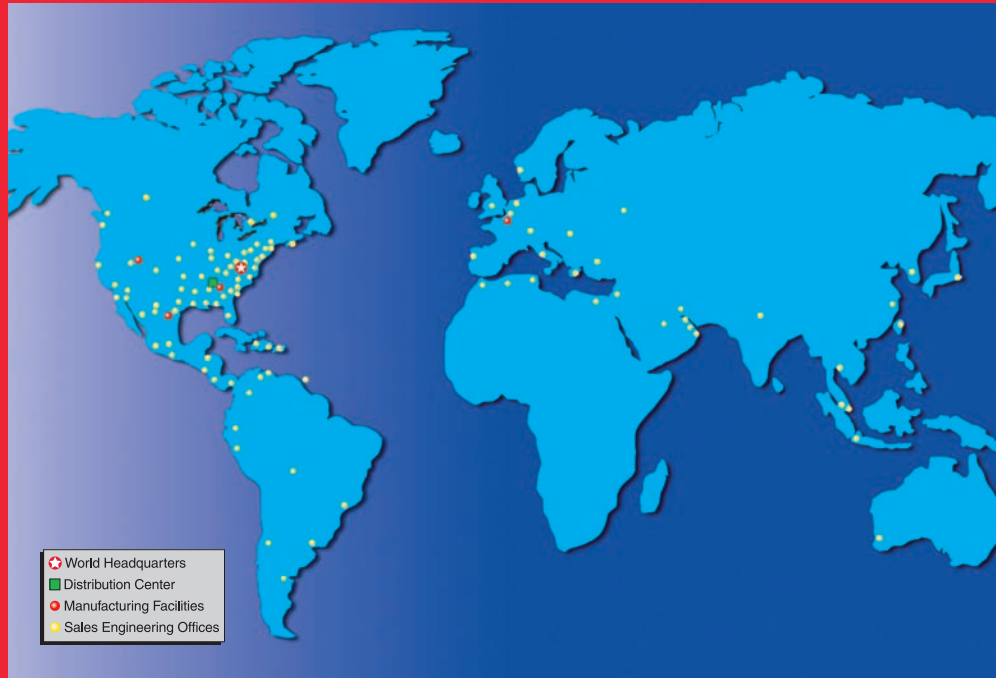 World Headquarters
Distribution Center
Manufacturing Facilities
Sales Engineering Offices